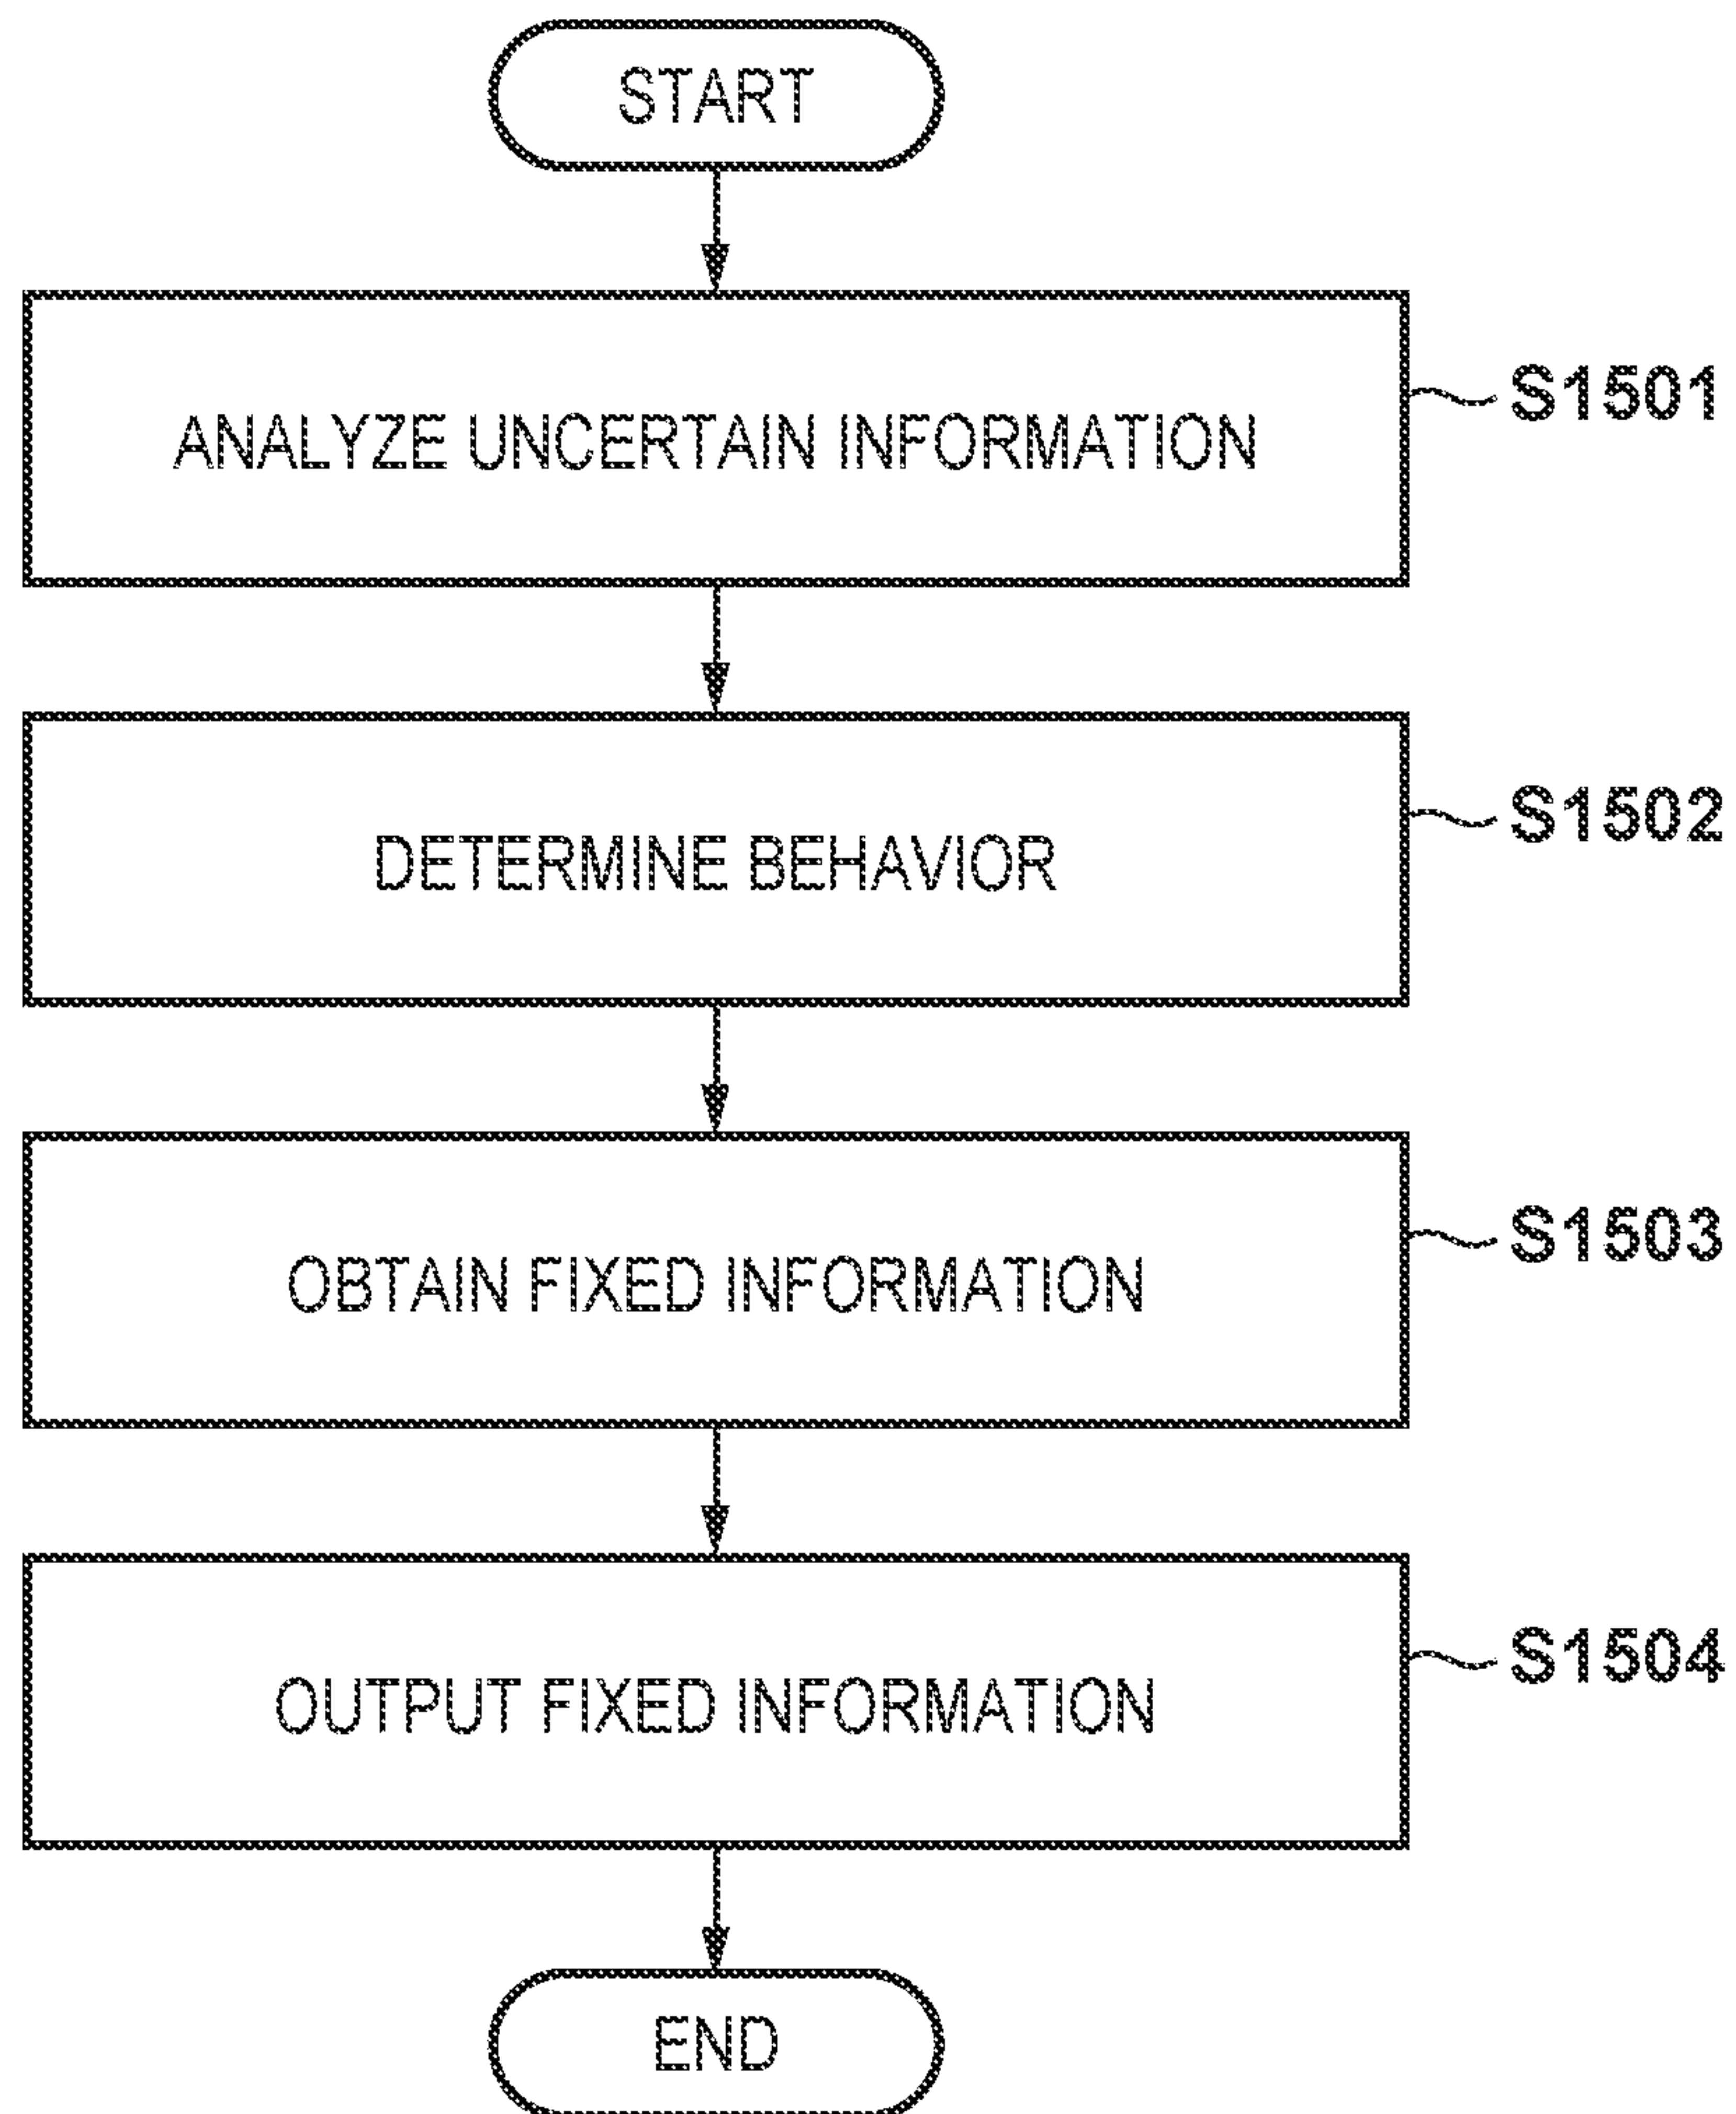 START
ANALYZE UNCERTAIN INFORMATION
S1501
DETERMINE BEHAVIOR
S1502
OBTAIN FIXED INFORMATION
S1503
OUTPUT FIXED INFORMATION
S1504
END